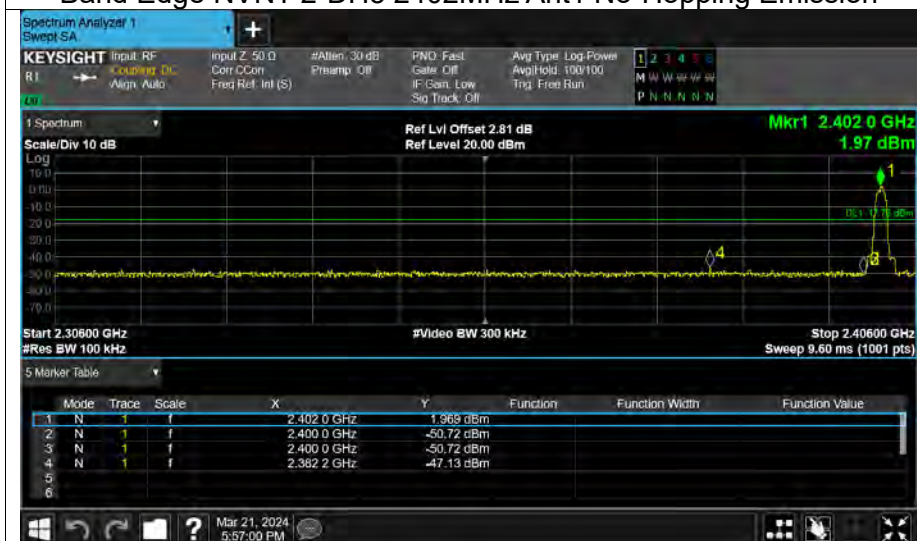 Band Edge NVNT 2-DH5 2402MHz Ant1 No-Hopping Emission
Spectrum Analyzer 1
Swept SA
+
KEYSIGHT Input: RF Input Z: 50 Ω #Atten: 30 dB PNO: Fast Avg Type: Log-Power 1 2 3 4 5 6
R1 Coupling: DC Corr CCorr Preamp: Off Gate: Off Avg|Hold: 100/100 M W W W W W
Align: Auto Freq Ref: Int (S) IF Gain: Low Trig: Free Run
Sig Track: Off P N N N N N
1 Spectrum Ref Lvl Offset 2.81 dB Mkr1 2.402 0 GHz
Scale/Div 10 dB Ref Level 20.00 dBm 1.97 dBm
Log
10.0
0.00
-10.0
-20.0
-30.0
-40.0
-50.0
-60.0
-70.0
1
4
Start 2.30600 GHz #Video BW 300 kHz Stop 2.40600 GHz
#Res BW 100 kHz Sweep 9.60 ms (1001 pts)
5 Marker Table
Mode Trace Scale X Y Function Function Width Function Value
1 N 1 f 2.402 0 GHz 1.969 dBm
2 N 1 f 2.400 0 GHz -50.72 dBm
3 N 1 f 2.400 0 GHz -50.72 dBm
4 N 1 f 2.382 2 GHz -47.13 dBm
5
6
? Mar 21, 2024
5:57:00 PM